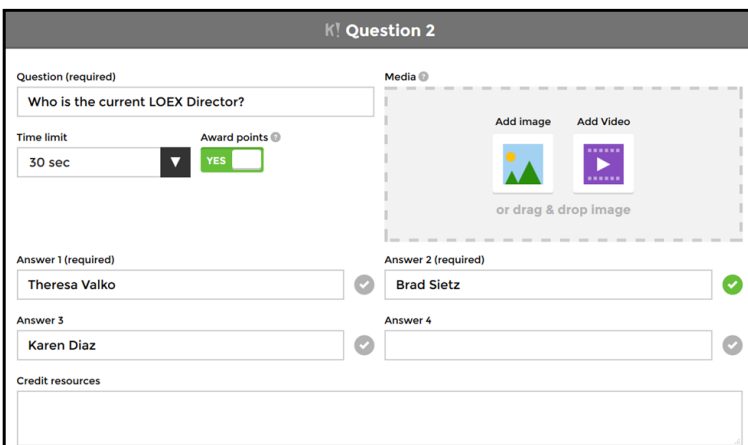 K! Question 2
Question (required)
Who is the current LOEX Director?
Media ?
Time limit
30 sec
Award points ?
YES
Add image Add Video
or drag & drop image
Answer 1 (required)
Theresa Valko
Answer 2 (required)
Brad Sietz
Answer 3
Karen Diaz
Answer 4
Credit resources